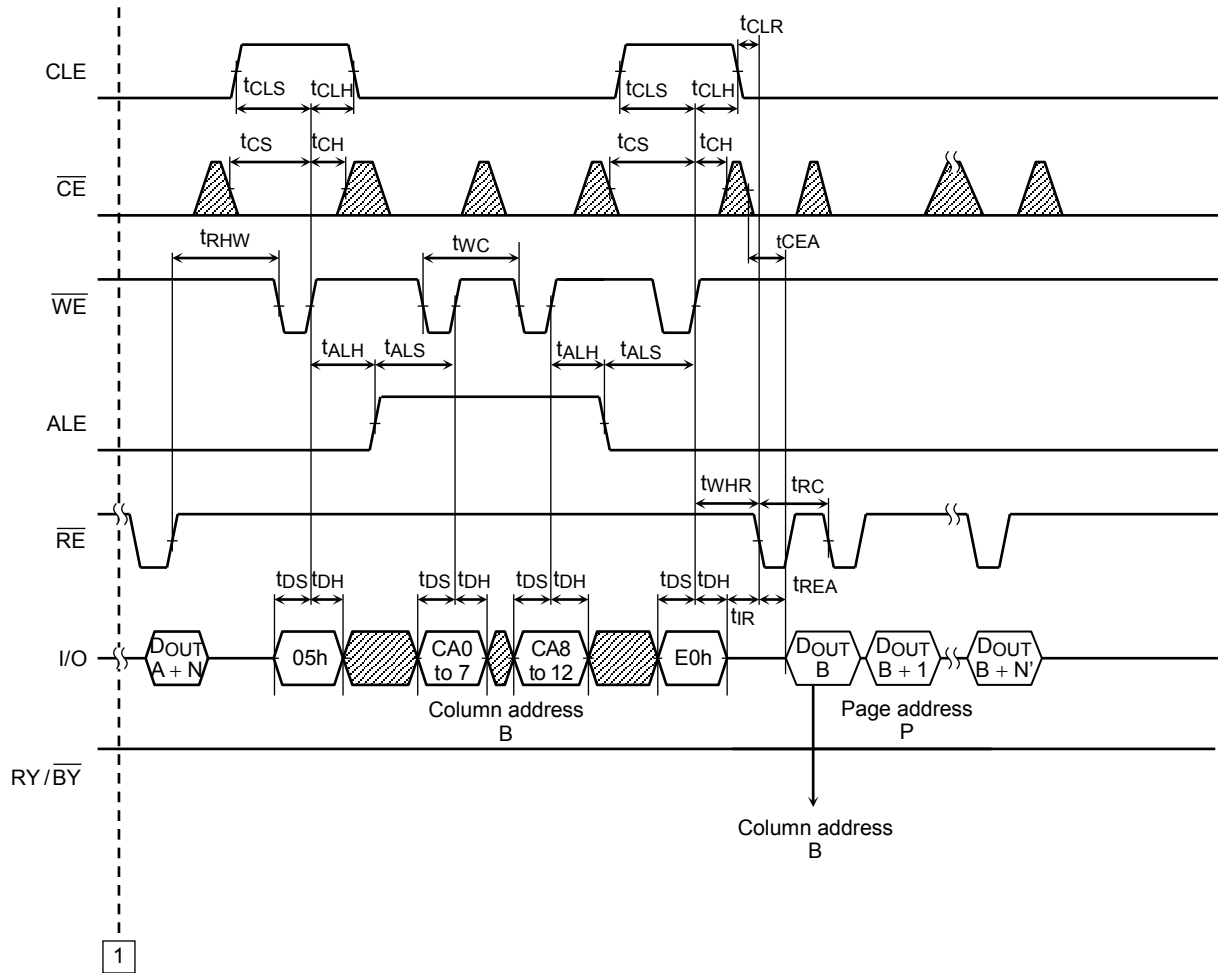 tCLR
CLE
tCLS tCLH tCLS tCLH
tCS tCH tCS tCH
CE
tCEA
tRHW tWC
WE
tALH tALS tALH tALS
ALE
tWHR tRC
RE
tDS tDH tDS tDH tDS tDH tDS tDH tIR tREA
I/O
DOUT
A + N
05h
CA0
to 7
CA8
to 12
E0h
DOUT
B
DOUT
B + 1
DOUT
B + N’
Column address
B
Page address
P
RY/BY
Column address
B
1